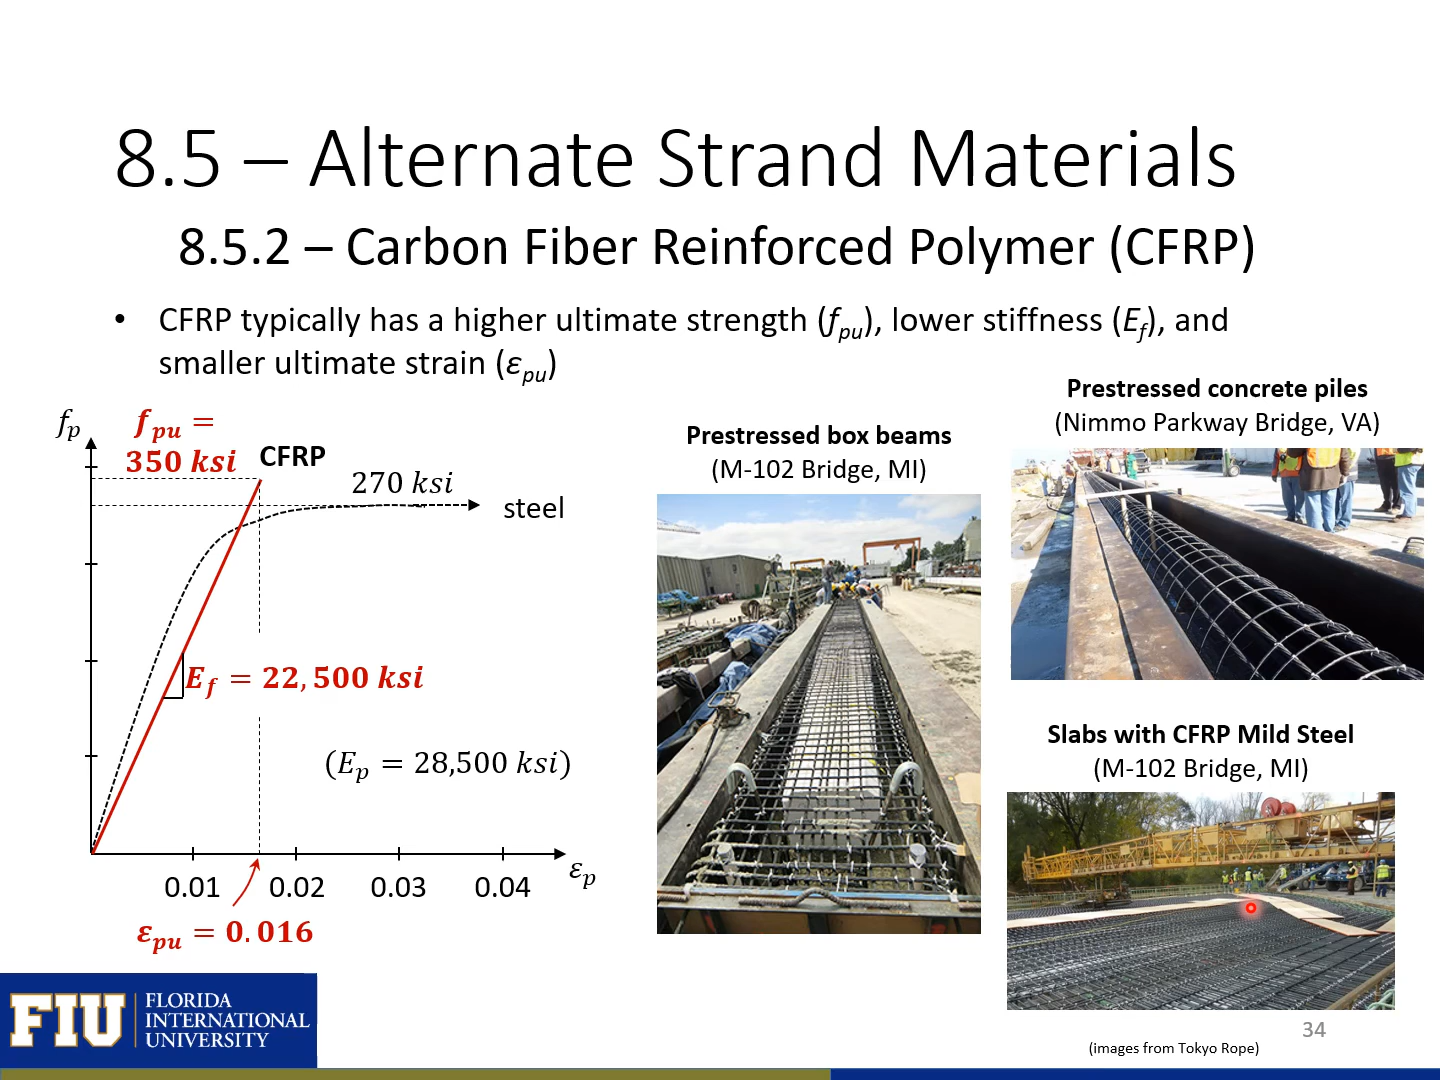 8.5 – Alternate Strand Materials
8.5.2 – Carbon Fiber Reinforced Polymer (CFRP)
• CFRP typically has a higher ultimate strength (fpu), lower stiffness (Ef), and
smaller ultimate strain (εpu)
fp
fpu =
350 ksi
CFRP
270 ksi
steel
Ef = 22,500 ksi
(Ep = 28,500 ksi)
εp
0.01 0.02 0.03 0.04
εpu = 0.016
Prestressed box beams
(M-102 Bridge, MI)
Prestressed concrete piles
(Nimmo Parkway Bridge, VA)
Slabs with CFRP Mild Steel
(M-102 Bridge, MI)
(images from Tokyo Rope)
34
FIU
FLORIDA
INTERNATIONAL
UNIVERSITY